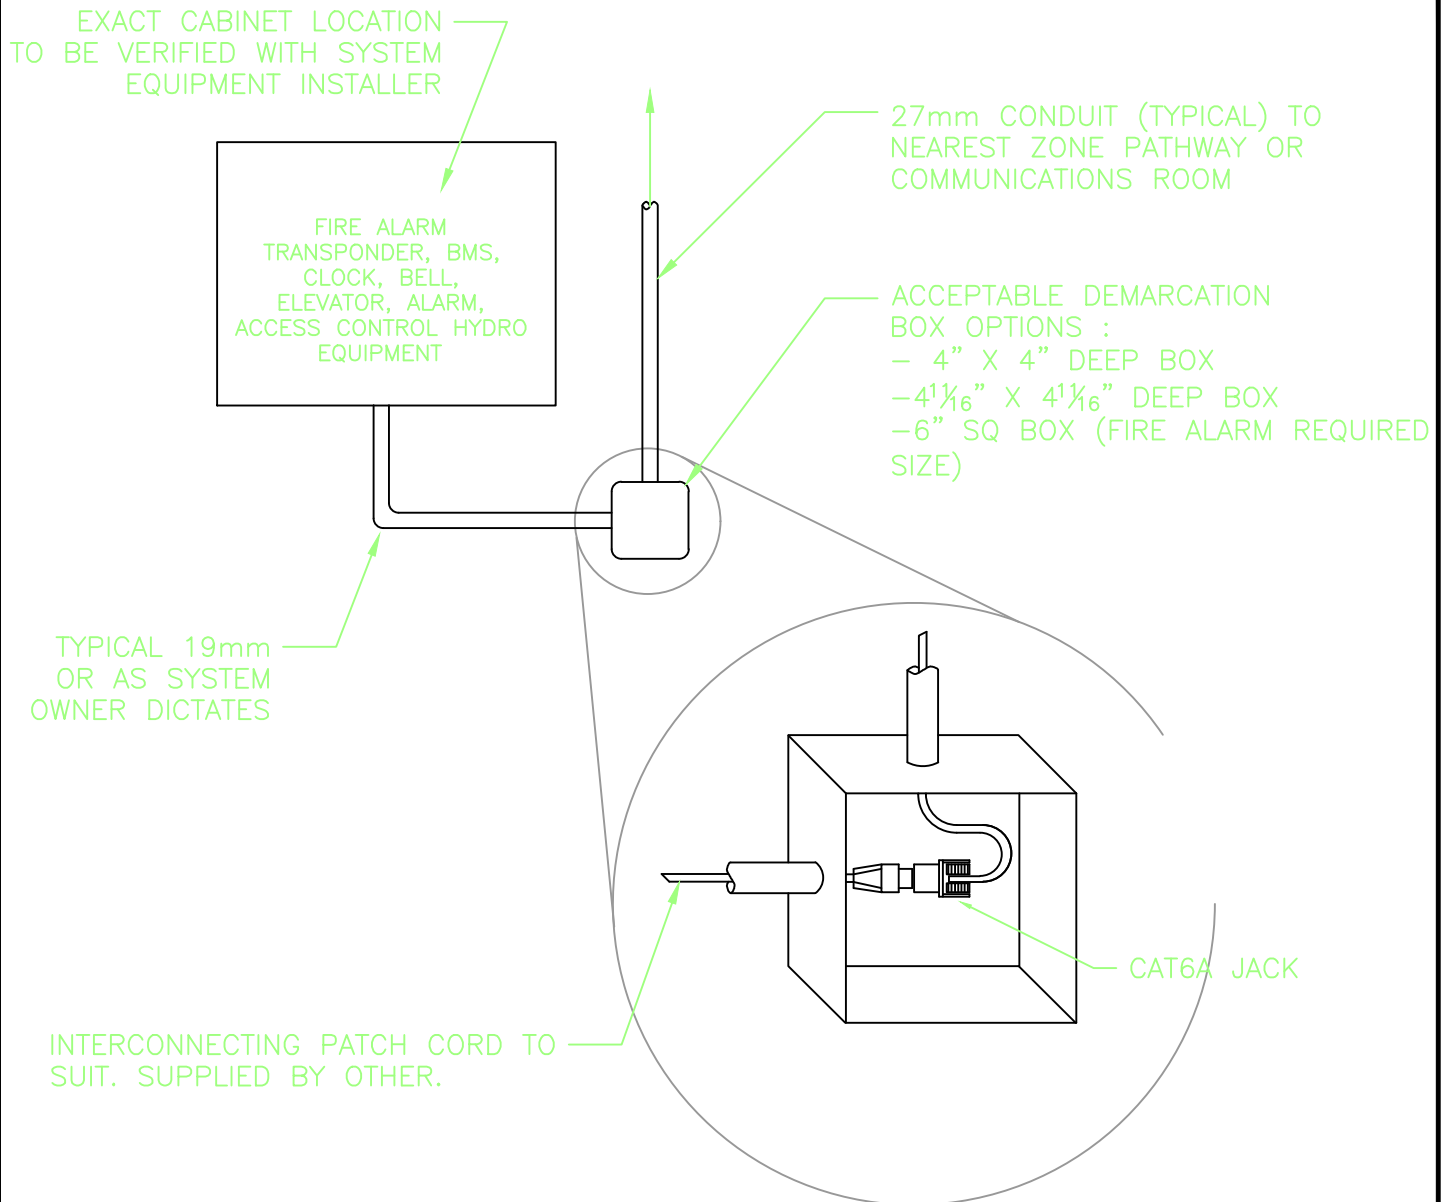 EXACT CABINET LOCATION
TO BE VERIFIED WITH SYSTEM
EQUIPMENT INSTALLER
27mm CONDUIT (TYPICAL) TO
NEAREST ZONE PATHWAY OR
COMMUNICATIONS ROOM
FIRE ALARM
TRANSPONDER, BMS,
CLOCK, BELL,
ELEVATOR, ALARM,
ACCESS CONTROL HYDRO
EQUIPMENT
ACCEPTABLE DEMARCATION
BOX OPTIONS :
- 4” X 4” DEEP BOX
-4 11/16” X 4 11/16” DEEP BOX
-6” SQ BOX (FIRE ALARM REQUIRED
SIZE)
TYPICAL 19mm
OR AS SYSTEM
OWNER DICTATES
CAT6A JACK
INTERCONNECTING PATCH CORD TO
SUIT. SUPPLIED BY OTHER.